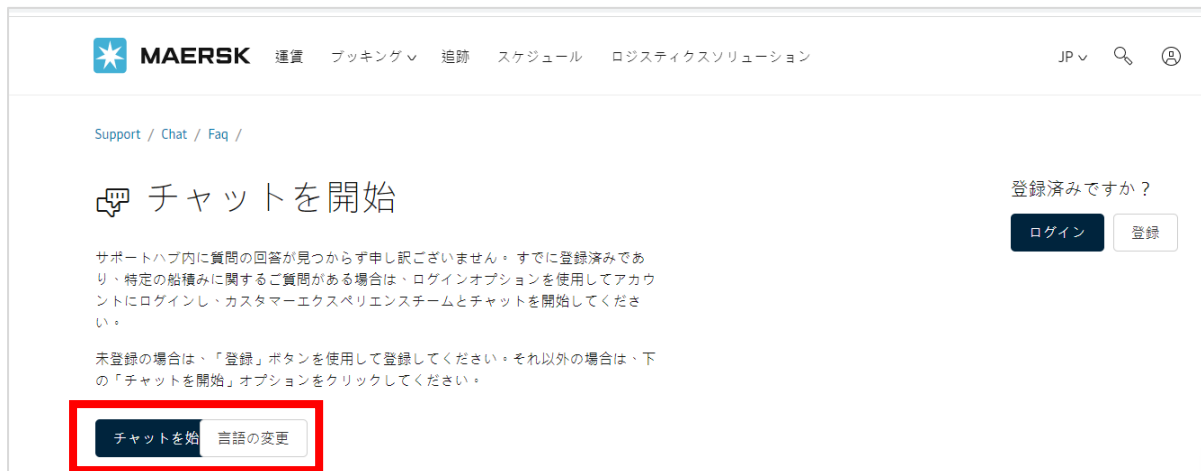 MAERSK 運賃 ブッキング 追跡 スケジュール ロジスティクスソリューション JP
Support / Chat / Faq /
チャットを開始
登録済みですか？
ログイン 登録
サポートハブ内に質問の回答が見つからず申し訳ございません。すでに登録済みであ
り、特定の船積みに関するご質問がある場合は、ログインオプションを使用してアカウ
ントにログインし、カスタマーエクスペリエンスチームとチャットを開始してくださ
い。
未登録の場合は、「登録」ボタンを使用して登録してください。それ以外の場合は、下
の「チャットを開始」オプションをクリックしてください。
チャットを始 言語の変更